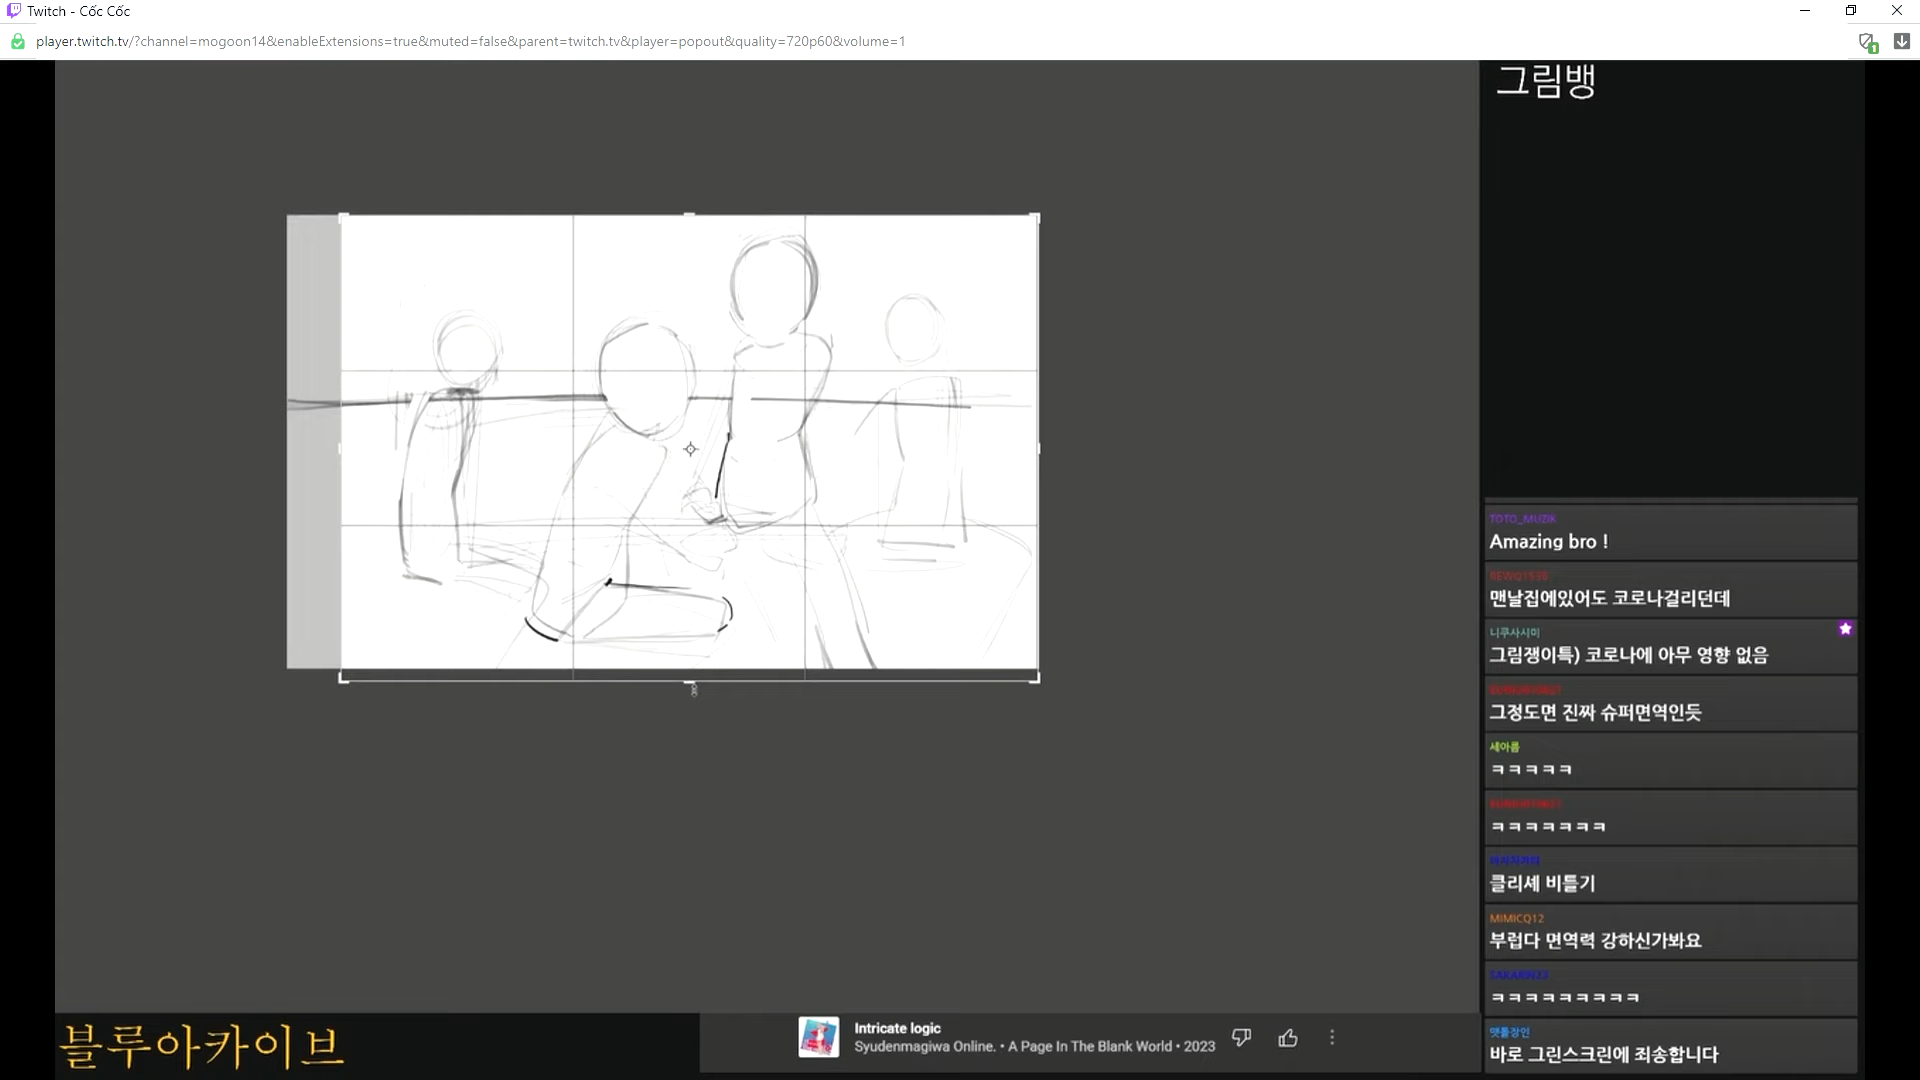 Twitch - Cốc Cốc
player.twitch.tv/?channel=mogoon14&enableExtensions=true&muted=false&parent=twitch.tv&player=popout&quality=720p60&volume=1
그림뱅
TOTO_MUZIK
Amazing bro !
맨날집에있어도 코로나걸리던데
니쿠사시미
그림쟁이특) 코로나에 아무 영향 없음
그정도면 진짜 슈퍼면역인듯
세아롬
ㅋㅋㅋㅋㅋ
ㅋㅋㅋㅋㅋㅋㅋ
클리셰 비틀기
MIMICQ12
부럽다 면역력 강하신가봐요
ㅋㅋㅋㅋㅋㅋㅋㅋㅋ
맷돌장인
바로 그린스크린에 죄송합니다
블루아카이브
Intricate logic
Syudenmagiwa Online. • A Page In The Blank World • 2023